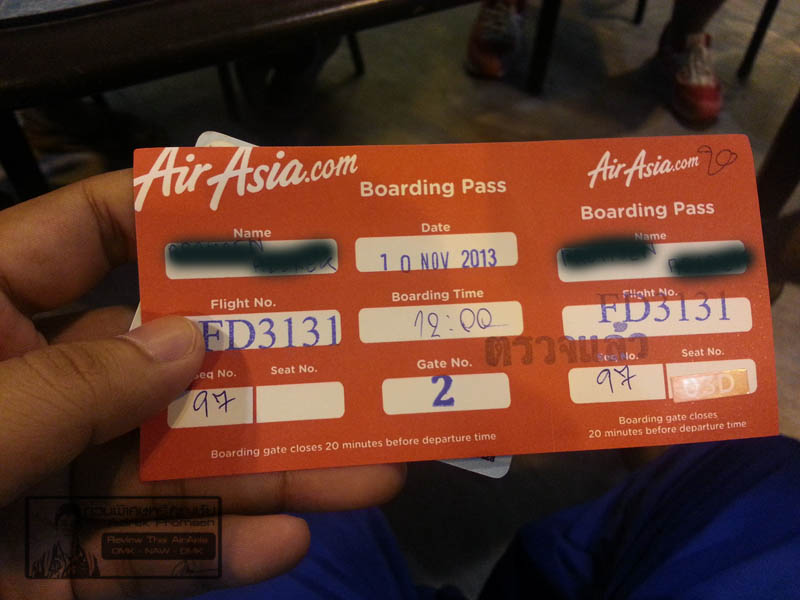 AirAsia.com
Boarding Pass
Name
Date
10 NOV 2013
Flight No.
FD3131
Boarding Time
12:00
Seq No.
97
Seat No.
Gate No.
2
Boarding gate closes 20 minutes before departure time
AirAsia.com
Boarding Pass
Name
Flight No.
FD3131
ตรวจแล้ว
Seq No.
97
Seat No.
03D
Boarding gate closes
20 minutes before departure time
Review Thai AirAsia
DMK - NAW - DMK